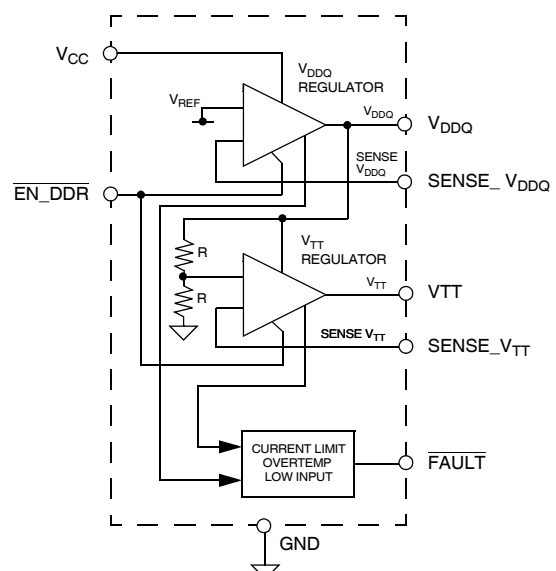 VCC
VDDQ
REGULATOR
VREF
VDDQ
VDDQ
SENSE
VDDQ
SENSE_ VDDQ
EN_DDR
R
VTT
REGULATOR
R
VTT
VTT
SENSE VTT
SENSE_VTT
CURRENT LIMIT
OVERTEMP
LOW INPUT
FAULT
GND